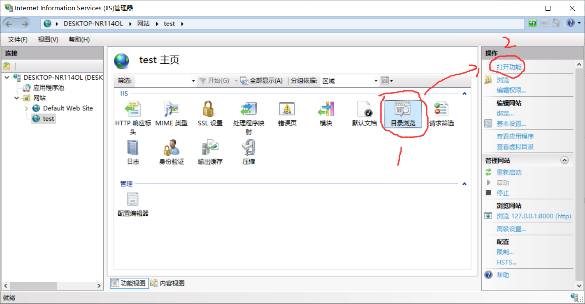 Internet Information Services (IIS)管理器
DESKTOP-NR114OL
网站
test
文件(F)
视图(V)
帮助(H)
连接
DESKTOP-NR114OL (DESK
应用程序池
网站
Default Web Site
test
test 主页
筛选:
开始(G)
全部显示(A)
分组依据:
区域
IIS
HTTP 响应标头
MIME 类型
SSL 设置
处理程序映射
错误页
模块
默认文档
目录浏览
请求筛选
日志
身份验证
输出缓存
压缩
管理
配置编辑器
功能视图
内容视图
操作
打开功能
浏览
编辑权限...
编辑网站
绑定...
基本设置...
查看应用程序
查看虚拟目录
管理网站
重新启动
启动
停止
浏览网站
浏览 127.0.0.1:8000 (http)
高级设置...
配置
限制...
HSTS...
帮助
就绪
1
2